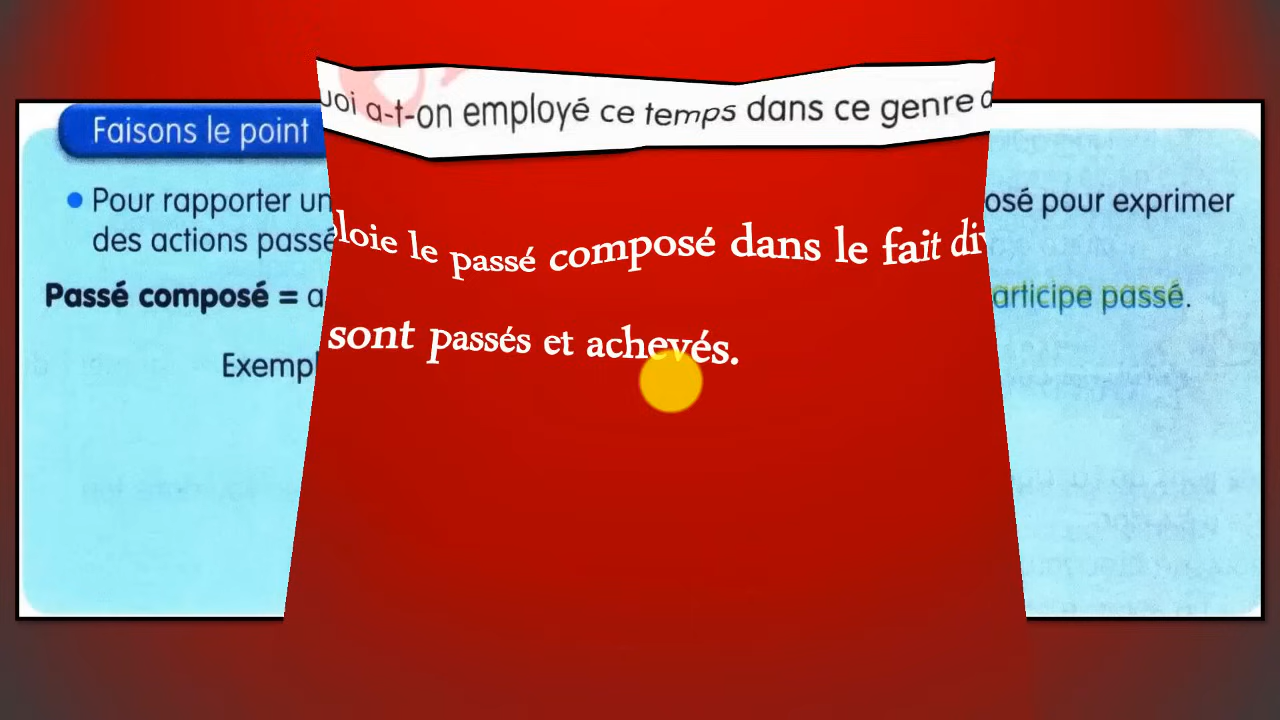 uoi a-t-on employé ce temps dans ce genre d
Faisons le point
Pour rapporter un
osé pour exprimer
des actions passé
loie le passé composé dans le fait div
Passé composé = a
articipe passé.
sont passés et achevés.
Exempl